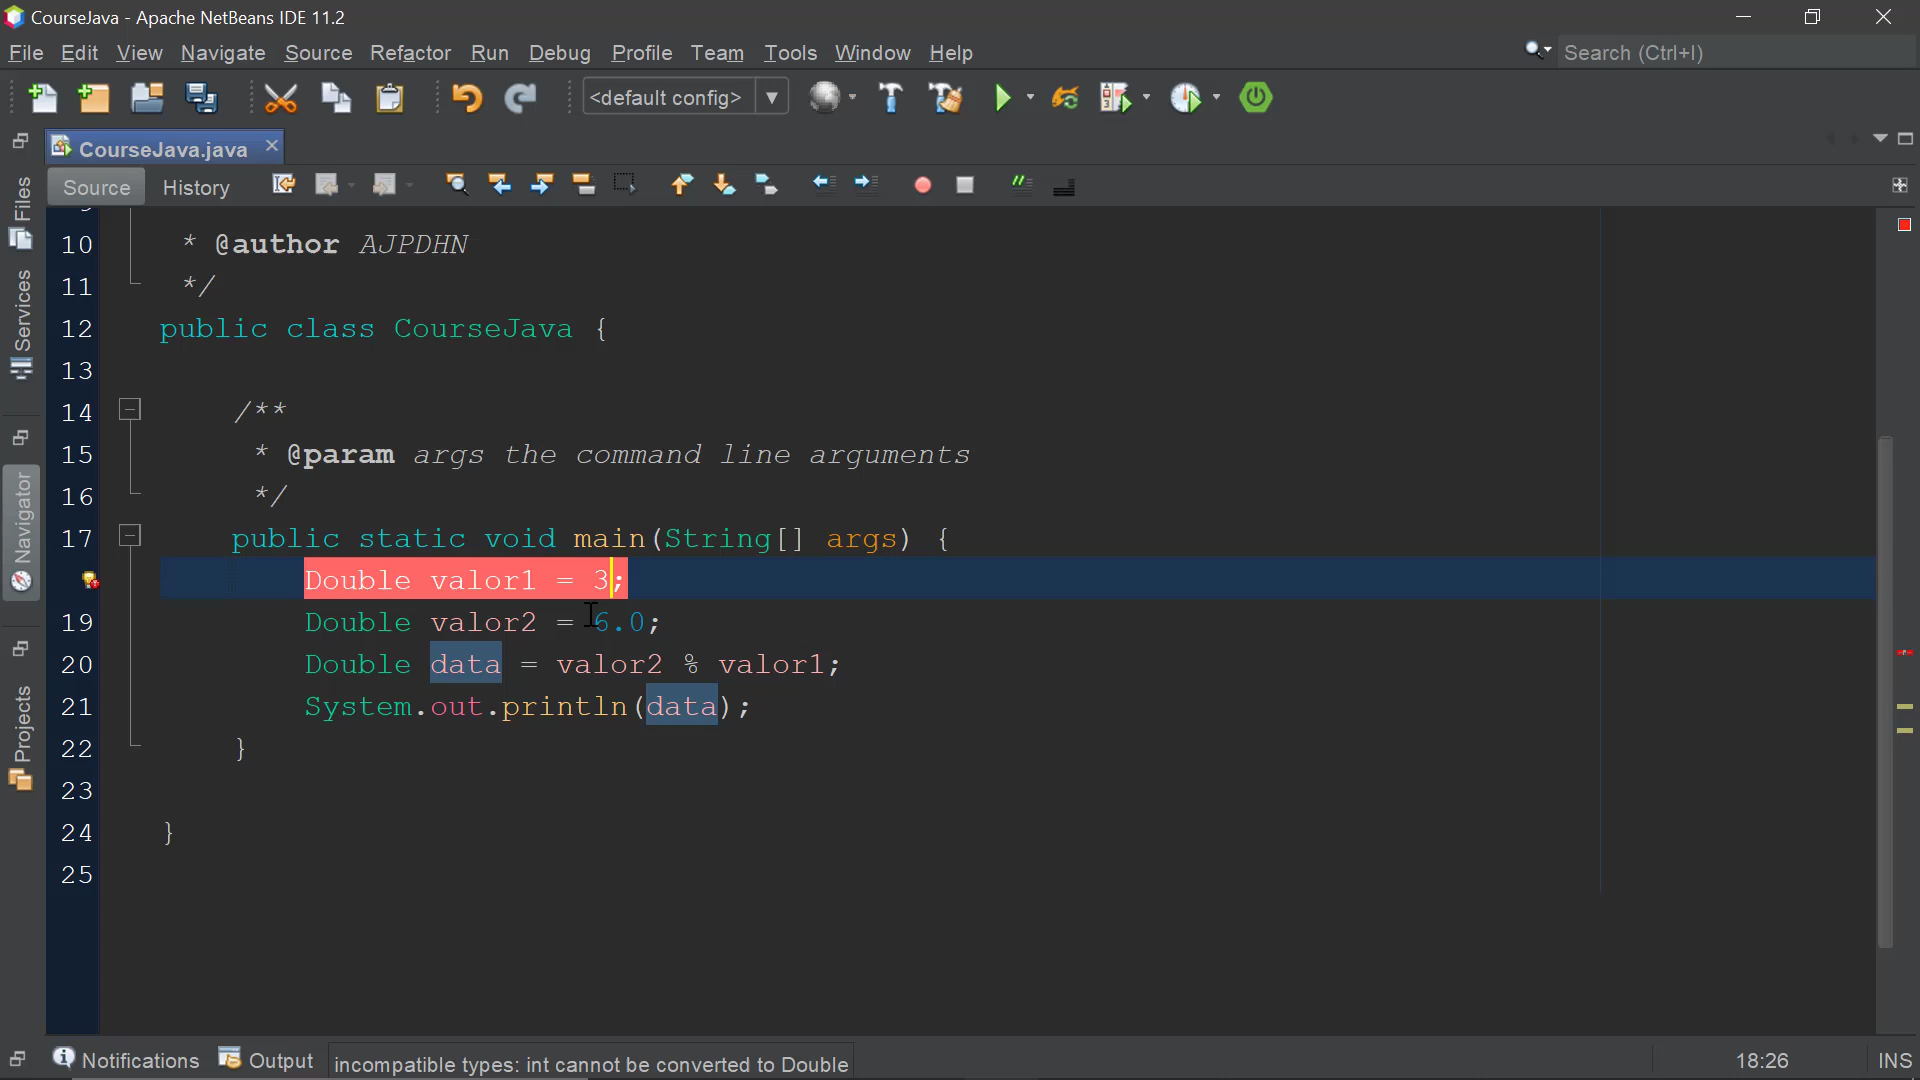 CourseJava - Apache NetBeans IDE 11.2
File Edit View Navigate Source Refactor Run Debug Profile Team Tools Window Help
Search (Ctrl+I)
<default config>
CourseJava.java
Source History
Files
Services
Navigator
Projects
10 * @author AJPDHN
11 */
12 public class CourseJava {
13
14 /**
15 * @param args the command line arguments
16 */
17 public static void main(String[] args) {
Double valor1 = 3;
19 Double valor2 = 6.0;
20 Double data = valor2 % valor1;
21 System.out.println(data);
22 }
23
24 }
25
Notifications Output incompatible types: int cannot be converted to Double 18:26 INS